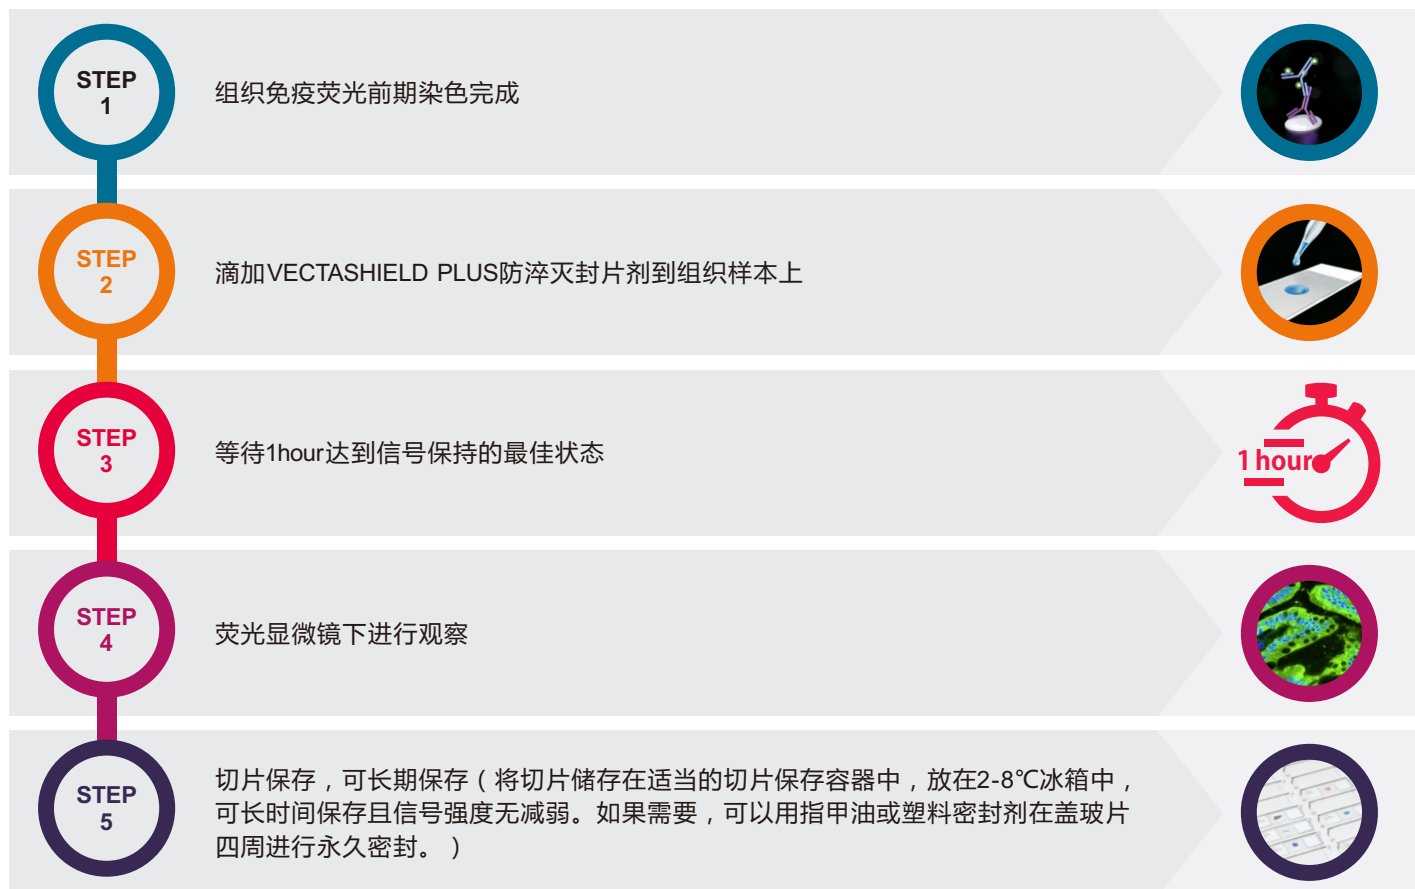 STEP
1
组织免疫荧光前期染色完成
STEP
2
滴加VECTASHIELD PLUS防淬灭封片剂到组织样本上
STEP
3
等待1hour达到信号保持的最佳状态
1 hour
STEP
4
荧光显微镜下进行观察
STEP
5
切片保存，可长期保存（将切片储存在适当的切片保存容器中，放在2-8℃冰箱中，
可长时间保存且信号强度无减弱。如果需要，可以用指甲油或塑料密封剂在盖玻片
四周进行永久密封。）